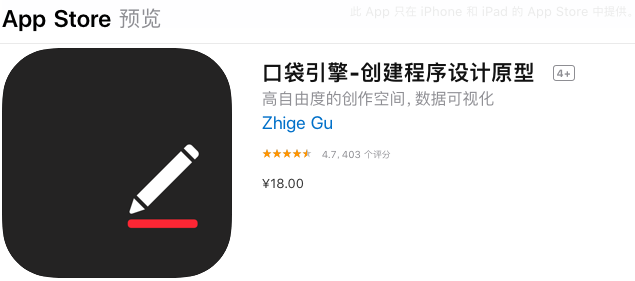 App Store 预览
此 App 只在 iPhone 和 iPad 的 App Store 中提供。
口袋引擎-创建程序设计原型 4+
高自由度的创作空间, 数据可视化
Zhige Gu
4.7, 403 个评分
¥18.00